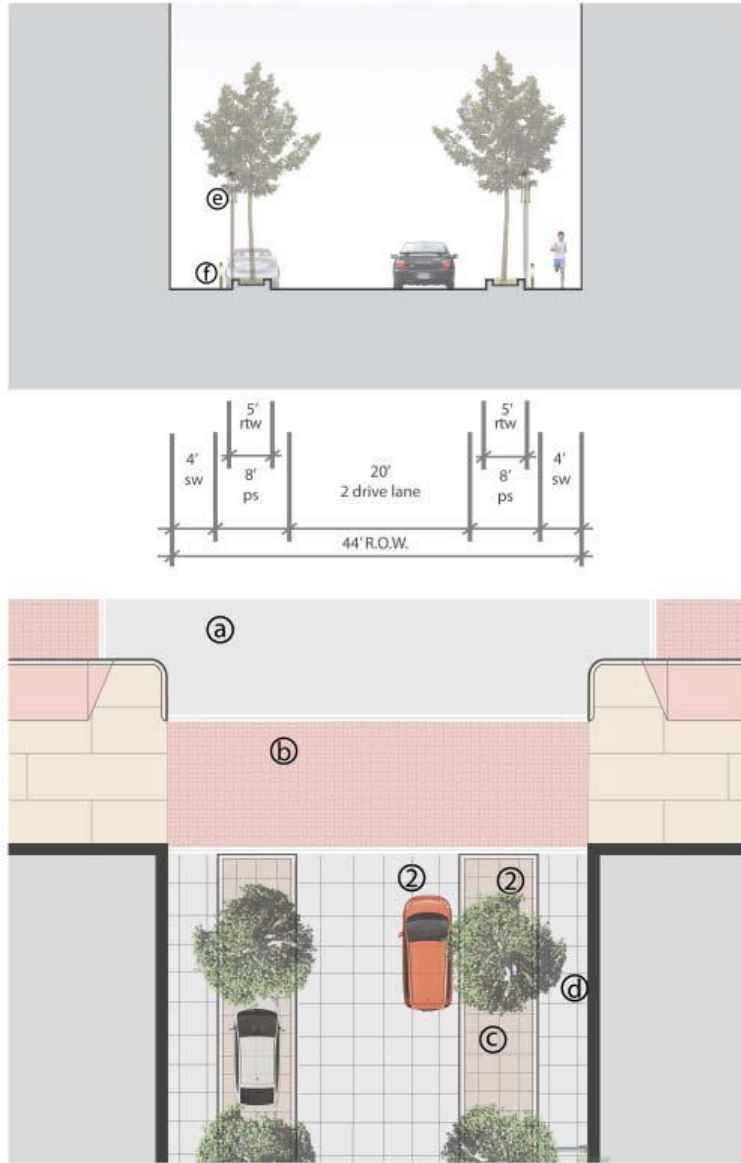 ⓔ
ⓕ
5'
rtw
5'
rtw
4'
sw
8'
ps
20'
2 drive lane
8'
ps
4'
sw
44' R.O.W.
ⓐ
ⓑ
②
②
ⓓ
ⓒ